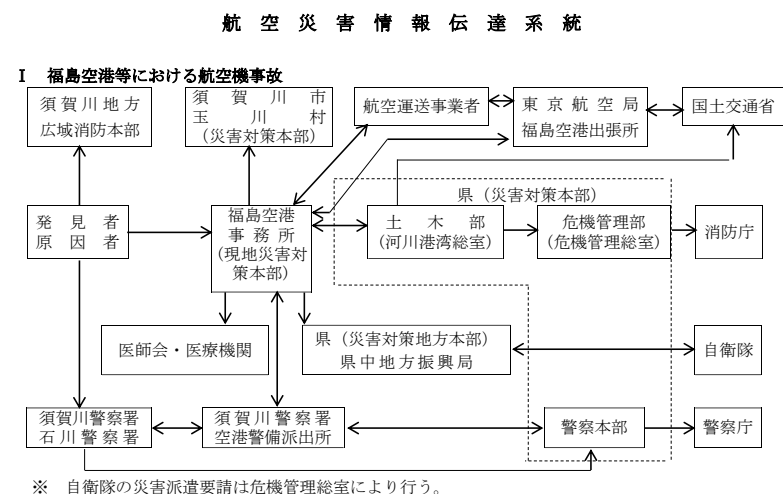 航空災害情報伝達系統
Ⅰ 福島空港等における航空機事故
須賀川地方
広域消防本部
須賀川市
玉川村
(災害対策本部)
航空運送事業者
東京航空局
福島空港出張所
国土交通省
県（災害対策本部）
発見者
原因者
福島空港
事務所
(現地災害対
策本部)
土木部
(河川港湾総室)
危機管理部
(危機管理総室)
消防庁
医師会・医療機関
県（災害対策地方本部）
県中地方振興局
自衛隊
須賀川警察署
石川警察署
須賀川警察署
空港警備派出所
警察本部
警察庁
※ 自衛隊の災害派遣要請は危機管理総室により行う。